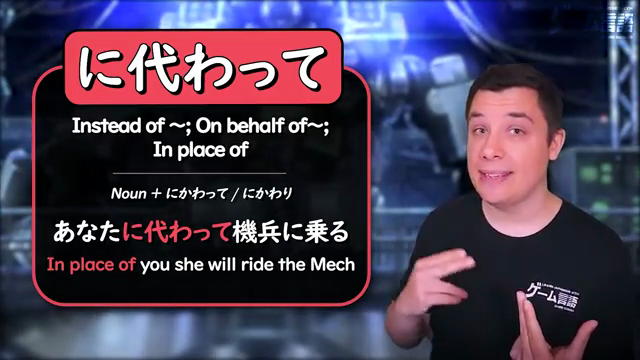 に代わって
Instead of ～; On behalf of～;
In place of
Noun + にかわって / にかわり
あなたに代わって機兵に乗る
In place of you she will ride the Mech
ゲーム言語